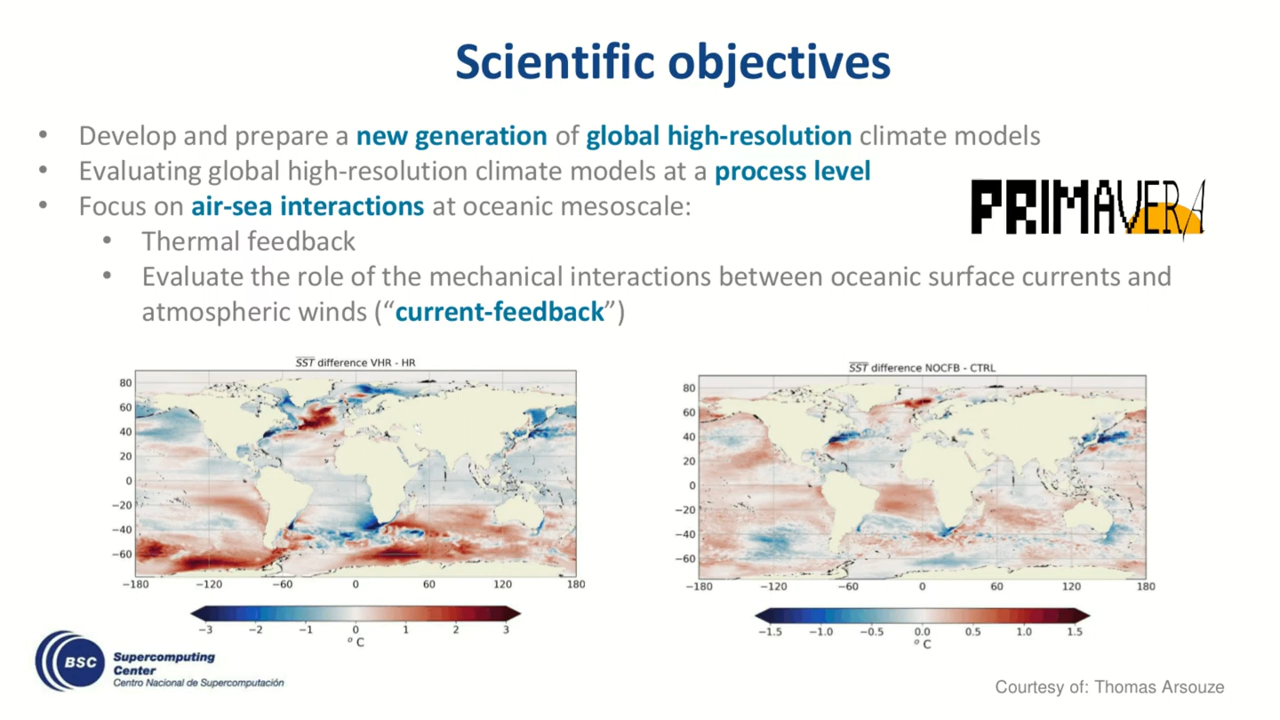 Scientific objectives
• Develop and prepare a new generation of global high-resolution climate models
• Evaluating global high-resolution climate models at a process level
• Focus on air-sea interactions at oceanic mesoscale:
PRIMAVERA
• Thermal feedback
• Evaluate the role of the mechanical interactions between oceanic surface currents and
atmospheric winds (“current-feedback”)
SST difference VHR - HR
80
60
40
20
0
−20
−40
−60
−180 −120 −60 0 60 120 180
−3 −2 −1 0 1 2 3
° C
SST difference NOCFB - CTRL
80
60
40
20
0
−20
−40
−60
−180 −120 −60 0 60 120 180
−1.5 −1.0 −0.5 0.0 0.5 1.0 1.5
° C
BSC
Supercomputing
Center
Centro Nacional de Supercomputación
Courtesy of: Thomas Arsouze